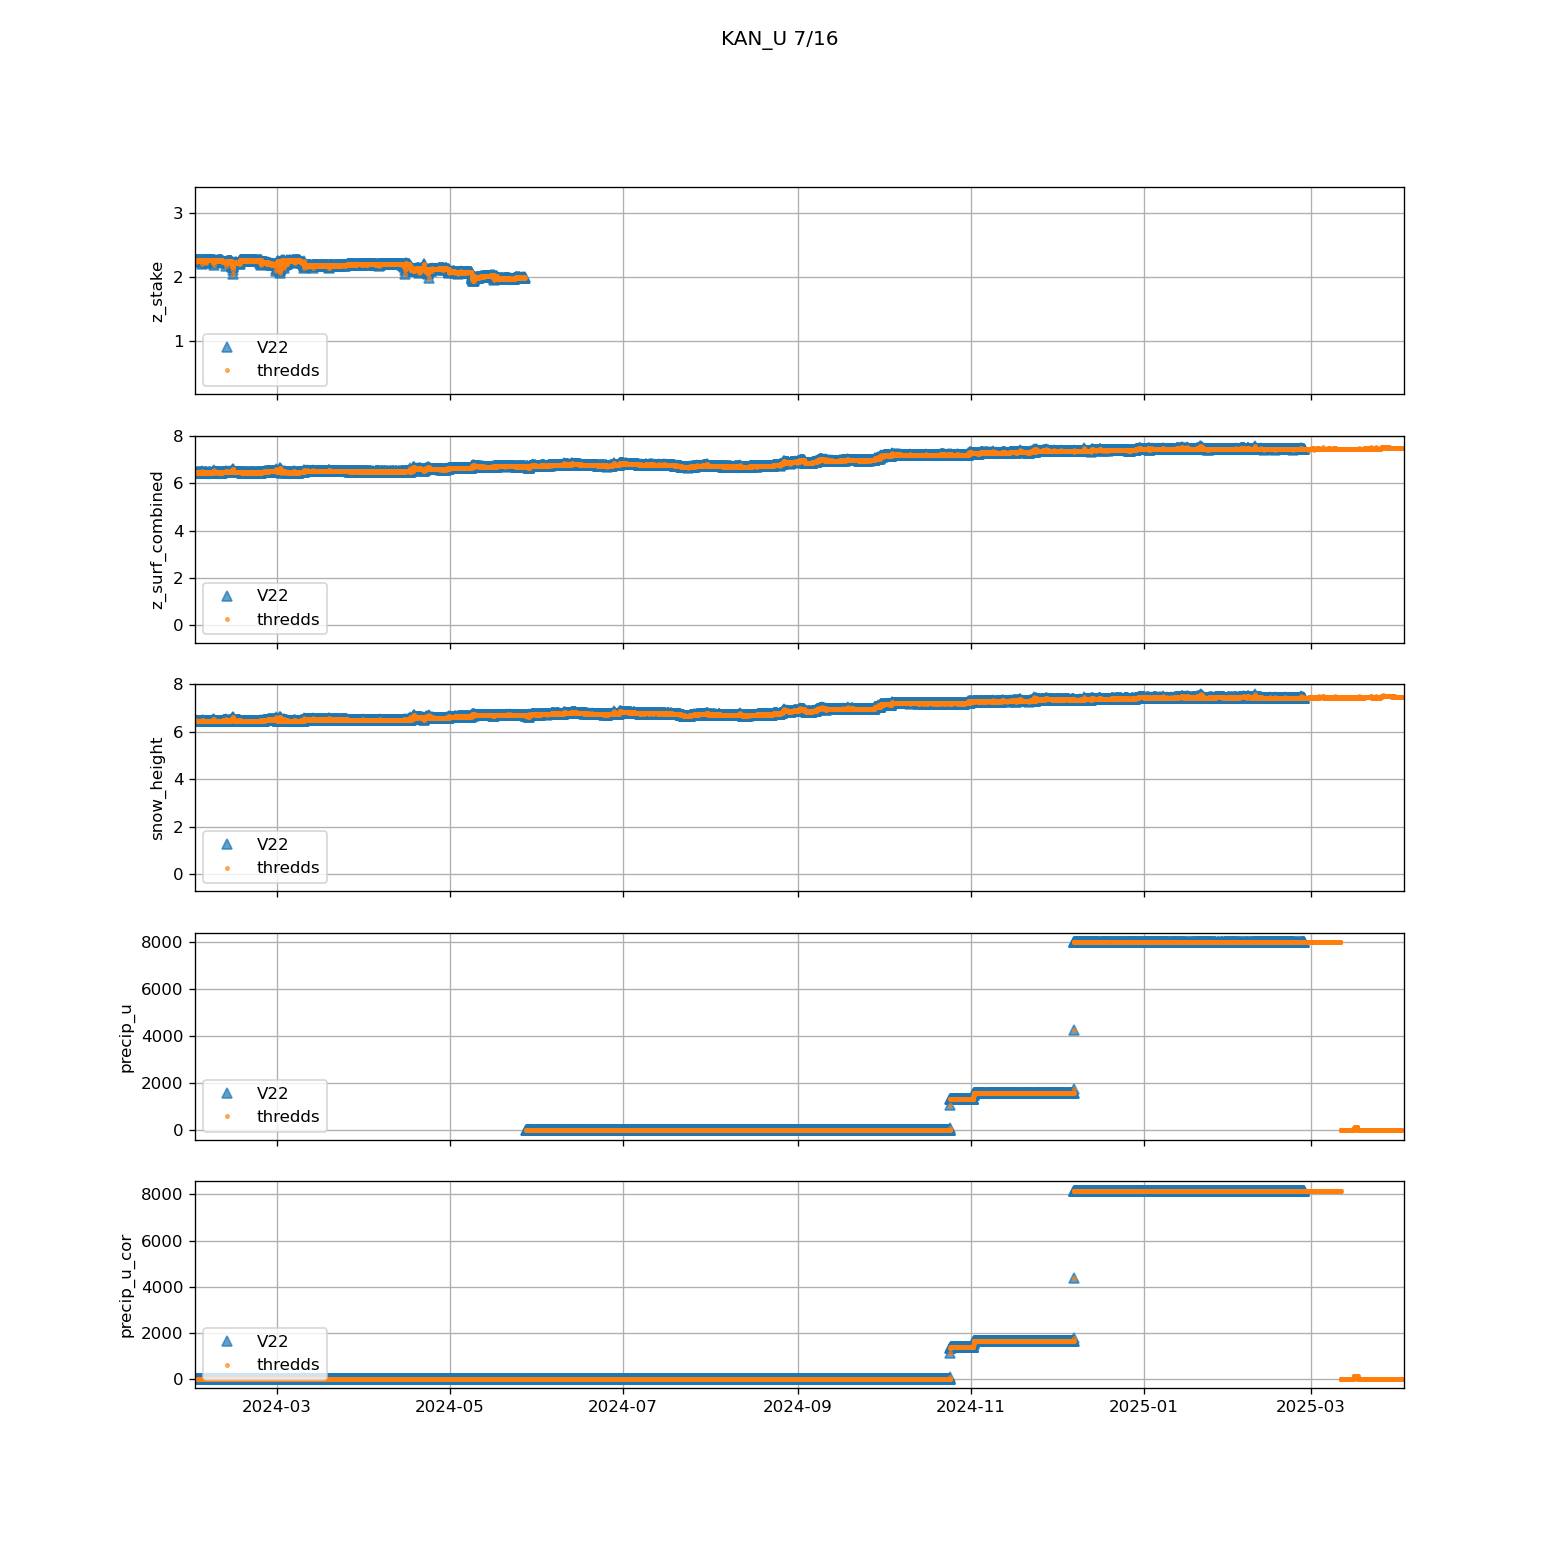 KAN_U 7/16
3
2
1
z_stake
V22
thredds
8
6
4
2
0
z_surf_combined
V22
thredds
8
6
4
2
0
snow_height
V22
thredds
8000
6000
4000
2000
0
precip_u
V22
thredds
8000
6000
4000
2000
0
precip_u_cor
V22
thredds
2024-03 2024-05 2024-07 2024-09 2024-11 2025-01 2025-03